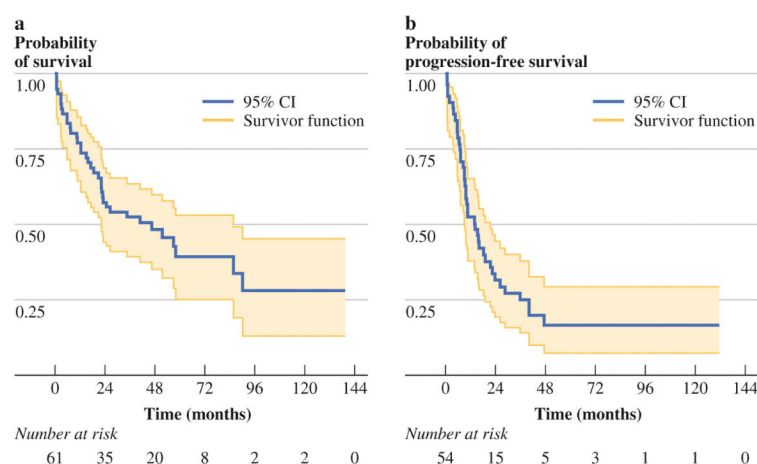 a
Probability
of survival
1.00
0.75
0.50
0.25
95% CI
Survivor function
0 24 48 72 96 120 144
Time (months)
Number at risk
61 35 20 8 2 2 0
b
Probability of
progression-free survival
1.00
0.75
0.50
0.25
95% CI
Survivor function
0 24 48 72 96 120 144
Time (months)
Number at risk
54 15 5 3 1 1 0